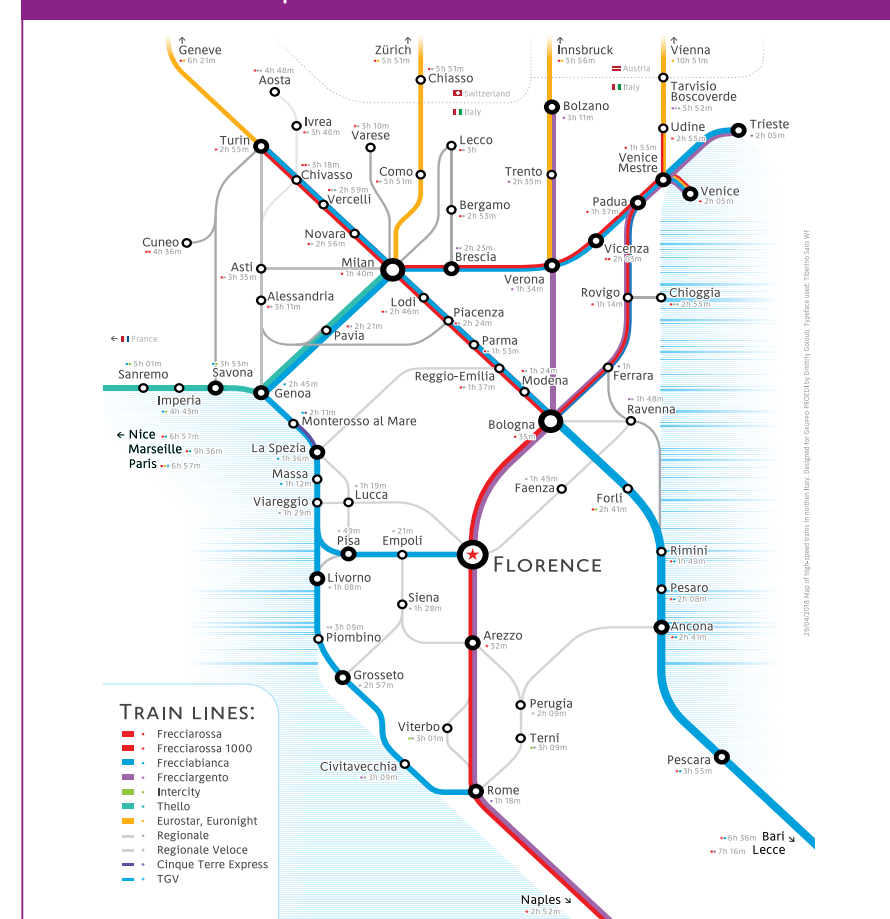 Geneve
6h 21m
Zürich
5h 51m
Innsbruck
5h 56m
Vienna
10h 51m
4h 48m
Aosta
5h 51m
Chiasso
Austria
Italy
Tarvisio
Boscoverde
5h 52m
Switzerland
Italy
Bolzano
3h 11m
Ivrea
3h 46m
3h 10m
Varese
Lecco
3h
Udine
2h 55m
Trieste
2h 05m
Turin
2h 55m
1h 53m
Venice
Mestre
3h 18m
Chivasso
Como
5h 51m
Trento
2h 35m
2h 59m
Vercelli
Venice
2h 05m
Bergamo
2h 53m
Padua
1h 37m
Novara
2h 56m
Cuneo
4h 36m
2h 23m
Brescia
Vicenza
Milan
1h 40m
Asti
3h 35m
Verona
1h 34m
Alessandria
3h 11m
Lodi
2h 46m
Rovigo
1h 14m
Chioggia
2h 55m
Piacenza
2h 24m
2h 21m
Pavia
France
Parma
1h 53m
5h 01m
Sanremo
3h 53m
Savona
Reggio-Emilia
1h 37m
1h 24m
Modena
1h
Ferrara
2h 45m
Genoa
Imperia
4h 43m
1h 48m
Ravenna
2h 11m
Monterosso al Mare
Bologna
35m
← Nice 6h 57m
Marseille 9h 36m
Paris 6h 57m
La Spezia
1h 36m
Massa
1h 12m
1h 49m
Faenza
Forli
2h 41m
1h 19m
Lucca
Viareggio
1h 29m
49m
Pisa
21m
Empoli
Rimini
1h 49m
Florence
Livorno
1h 08m
Pesaro
2h 08m
Siena
1h 28m
3h 09m
Piombino
Arezzo
32m
Ancona
2h 41m
Grosseto
2h 57m
Perugia
2h 09m
Viterbo
3h 01m
Terni
3h 09m
Civitavecchia
3h 09m
Pescara
3h 55m
Rome
1h 18m
6h 36m Bari
7h 16m Lecce
Naples
2h 52m
Train lines:
Frecciarossa
Frecciarossa 1000
Frecciabianca
Frecciargento
Intercity
Thello
Eurostar, Euronight
Regionale
Regionale Veloce
Cinque Terre Express
TGV